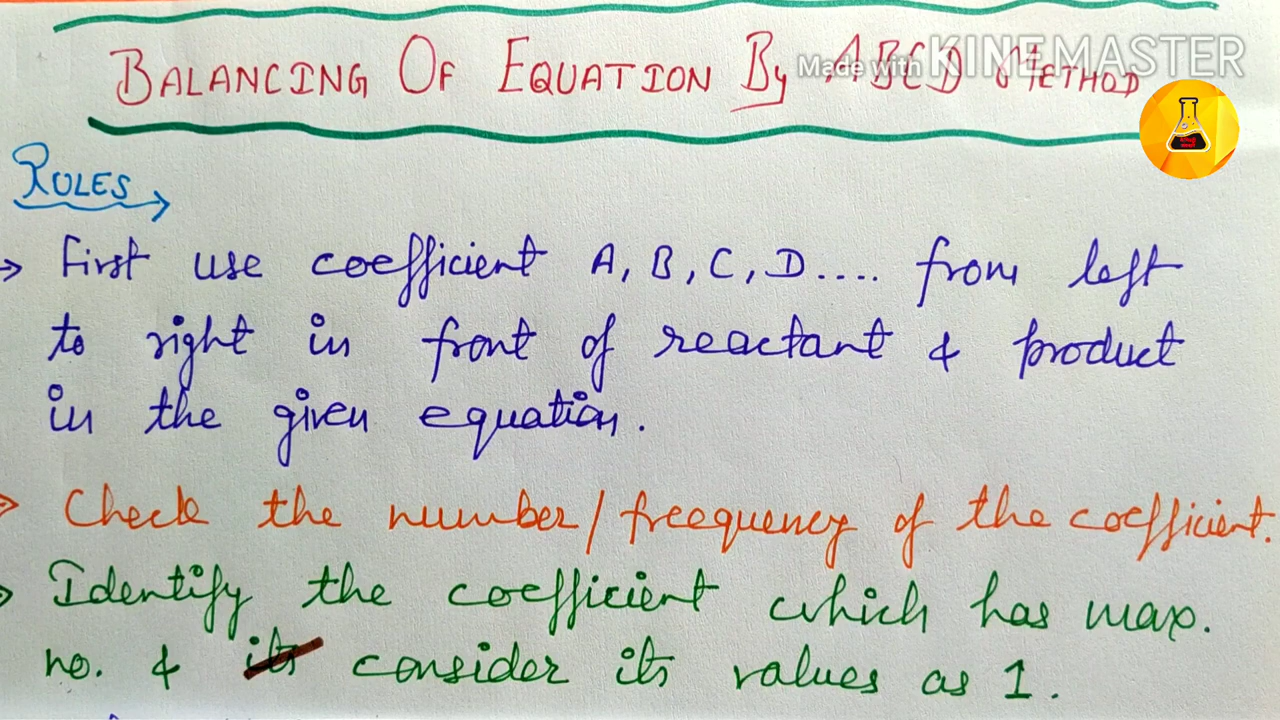 BALANCING OF EQUATION By ABCD METHOD
Made with KINEMASTER
RULES
→ First use coefficient A, B, C, D.... from left
to right in front of reactant & product
in the given equation.
→ Check the number/freequency of the coefficient.
→ Identify the coefficient which has max.
no. & its consider its values as 1.